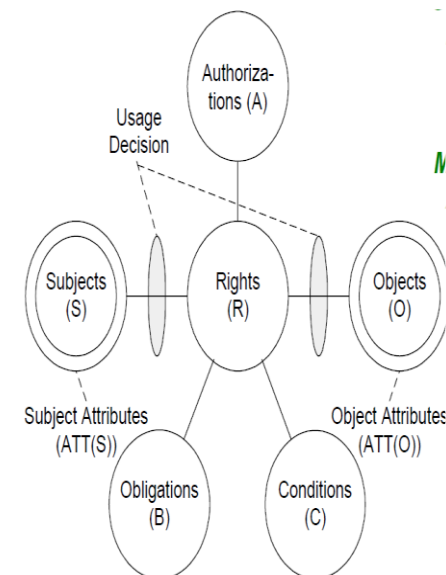 Authoriza-
tions (A)
Usage
Decision
M
Subjects
(S)
Rights
(R)
Objects
(O)
Subject Attributes
(ATT(S))
Object Attributes
(ATT(O))
Obligations
(B)
Conditions
(C)